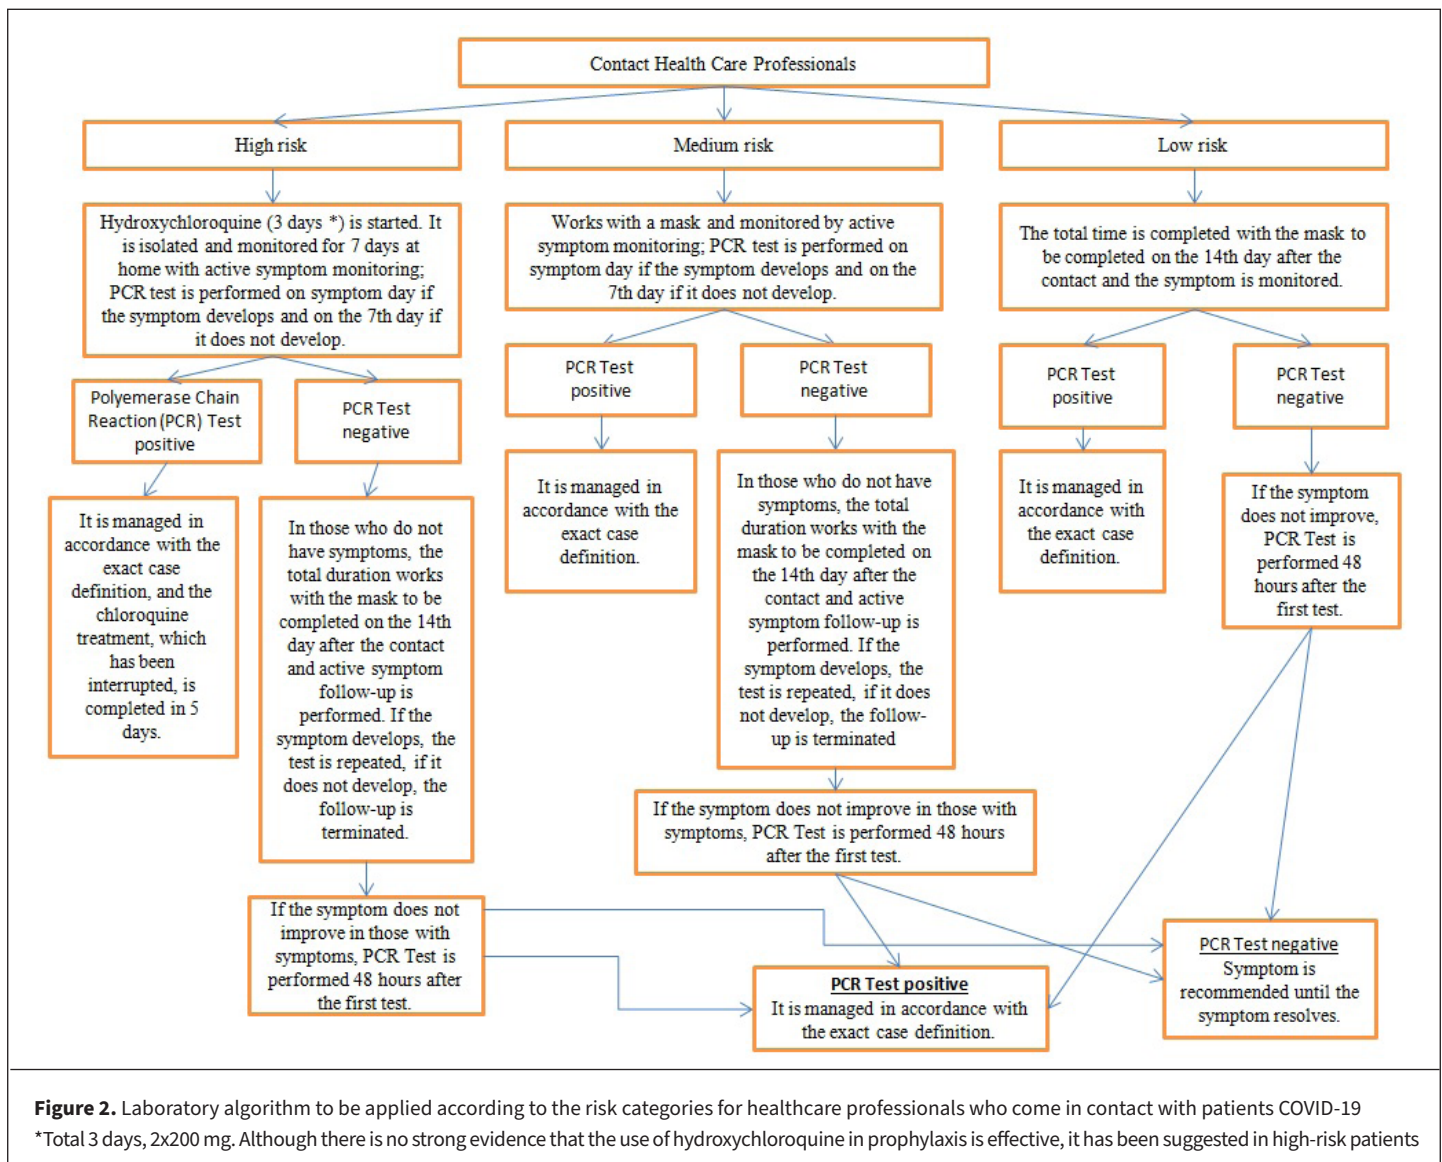 Contact Health Care Professionals
High risk
Medium risk
Low risk
Hydroxychloroquine (3 days *) is started. It
is isolated and monitored for 7 days at
home with active symptom monitoring;
PCR test is performed on symptom day if
the symptom develops and on the 7th day if
it does not develop.
Works with a mask and monitored by active
symptom monitoring; PCR test is performed on
symptom day if the symptom develops and on the
7th day if it does not develop.
The total time is completed with the mask to
be completed on the 14th day after the
contact and the symptom is monitored.
Polyemerase Chain
Reaction (PCR) Test
positive
PCR Test
negative
PCR Test
positive
PCR Test
negative
PCR Test
positive
PCR Test
negative
It is managed in
accordance with the
exact case
definition, and the
chloroquine
treatment, which
has been
interrupted, is
completed in 5
days.
In those who do not
have symptoms, the
total duration works
with the mask to be
completed on the 14th
day after the contact
and active symptom
follow-up is
performed. If the
symptom develops, the
test is repeated, if it
does not develop, the
follow-up is
terminated.
It is managed in
accordance with the
exact case
definition.
In those who do not have
symptoms, the total
duration works with the
mask to be completed on
the 14th day after the
contact and active
symptom follow-up is
performed. If the
symptom develops, the
test is repeated, if it does
not develop, the follow-
up is terminated
It is managed in
accordance with
the exact case
definition.
If the symptom
does not improve,
PCR Test is
performed 48
hours after the
first test.
If the symptom does not improve in those with
symptoms, PCR Test is performed 48 hours
after the first test.
If the symptom does not
improve in those with
symptoms, PCR Test is
performed 48 hours after
the first test.
PCR Test positive
It is managed in accordance with
the exact case definition.
PCR Test negative
Symptom is
recommended until the
symptom resolves.
Figure 2. Laboratory algorithm to be applied according to the risk categories for healthcare professionals who come in contact with patients COVID-19
*Total 3 days, 2x200 mg. Although there is no strong evidence that the use of hydroxychloroquine in prophylaxis is effective, it has been suggested in high-risk patients